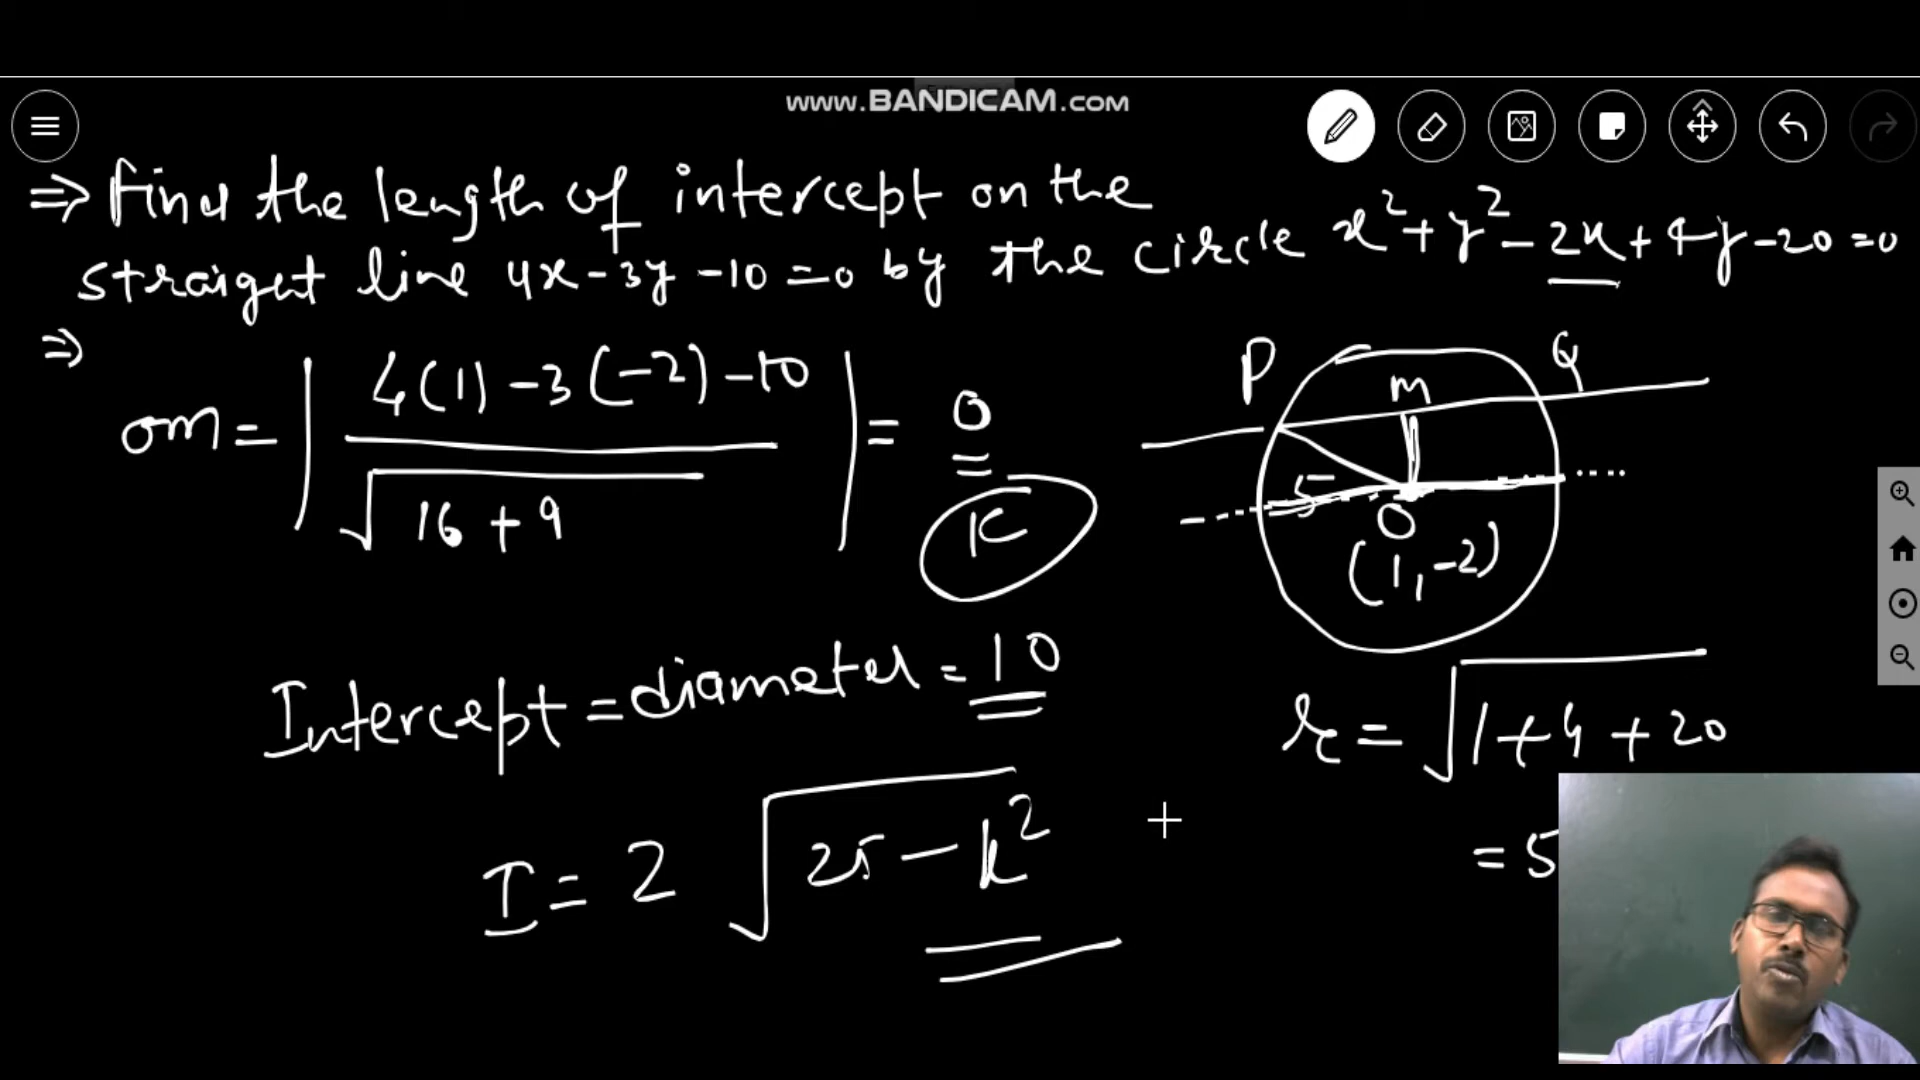 www.BANDICAM.com
⇒ Find the length of intercept on the
straight line 4x-3y-10=0 by the circle x²+y²-2x+4y-20=0
⇒
om = | 4(1)-3(-2)-10 / √16+9 | = 0
K
P
M
Q
5
O
(1,-2)
Intercept = diameter = 10
r = √1+4+20
= 5
I = 2 √25-k²